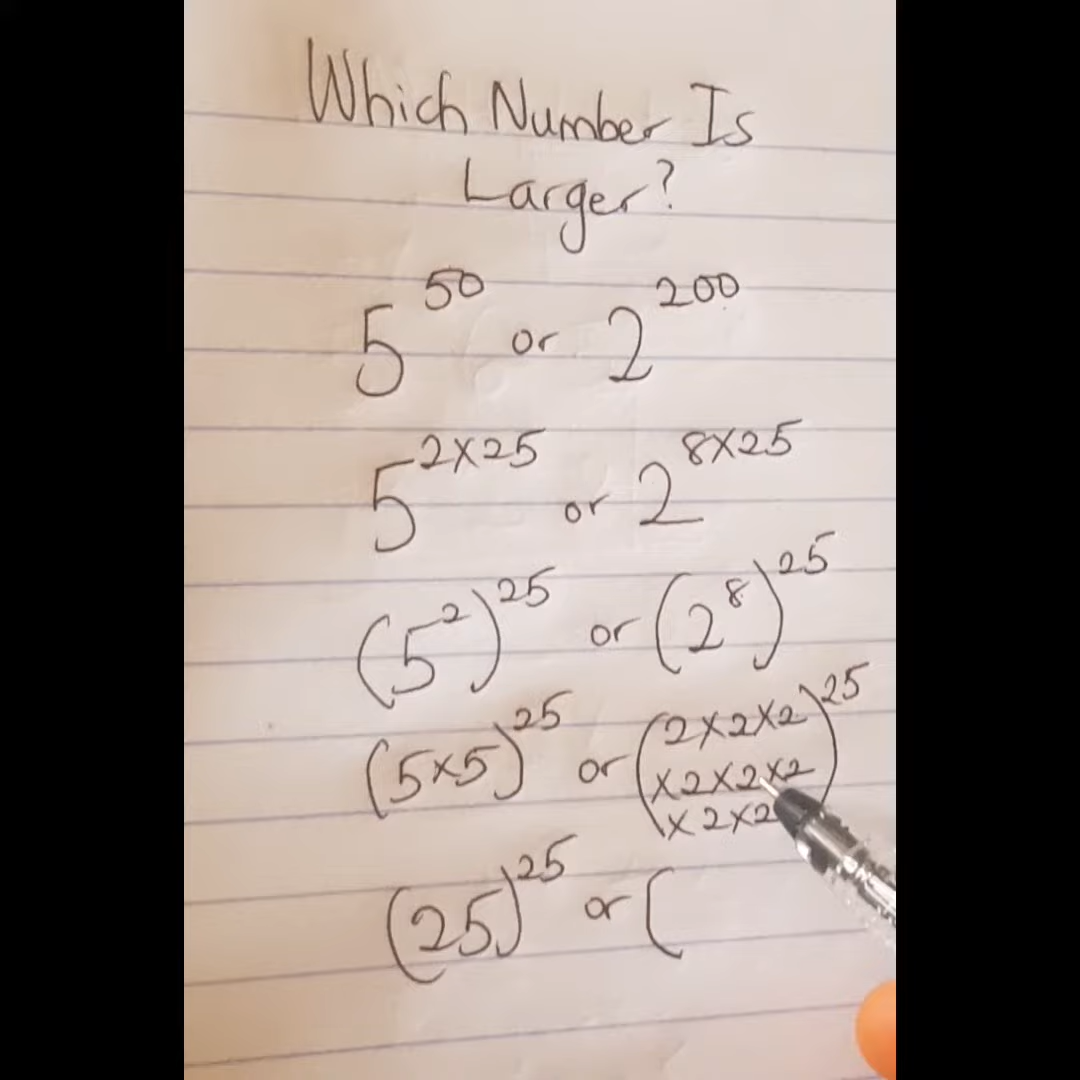 Which Number Is
Larger?
5^50 or 2^200
5^2×25 or 2^8×25
(5^2)^25 or (2^8)^25
(5×5)^25 or (2×2×2
×2×2×2
×2×2)^25
(25)^25 or (